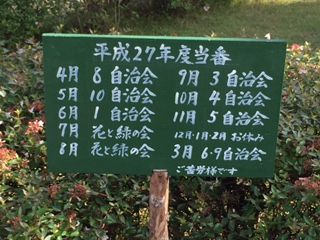 平成27年度当番
4月 8 自治会
5月 10 自治会
6月 1 自治会
7月 花と緑の会
8月 花と緑の会
9月 3 自治会
10月 4 自治会
11月 5 自治会
12月・1月・2月 お休み
3月 6・9自治会
ご苦労様です